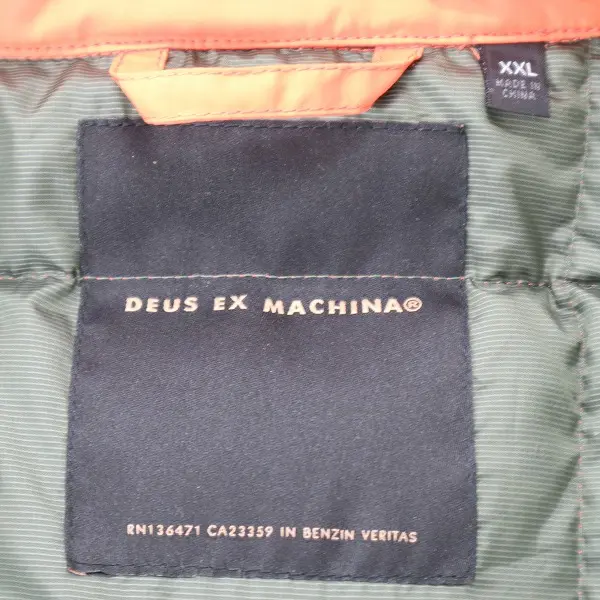 XXL
MADE IN
CHINA
DEUS EX MACHINA®
RN136471 CA23359 IN BENZIN VERITAS